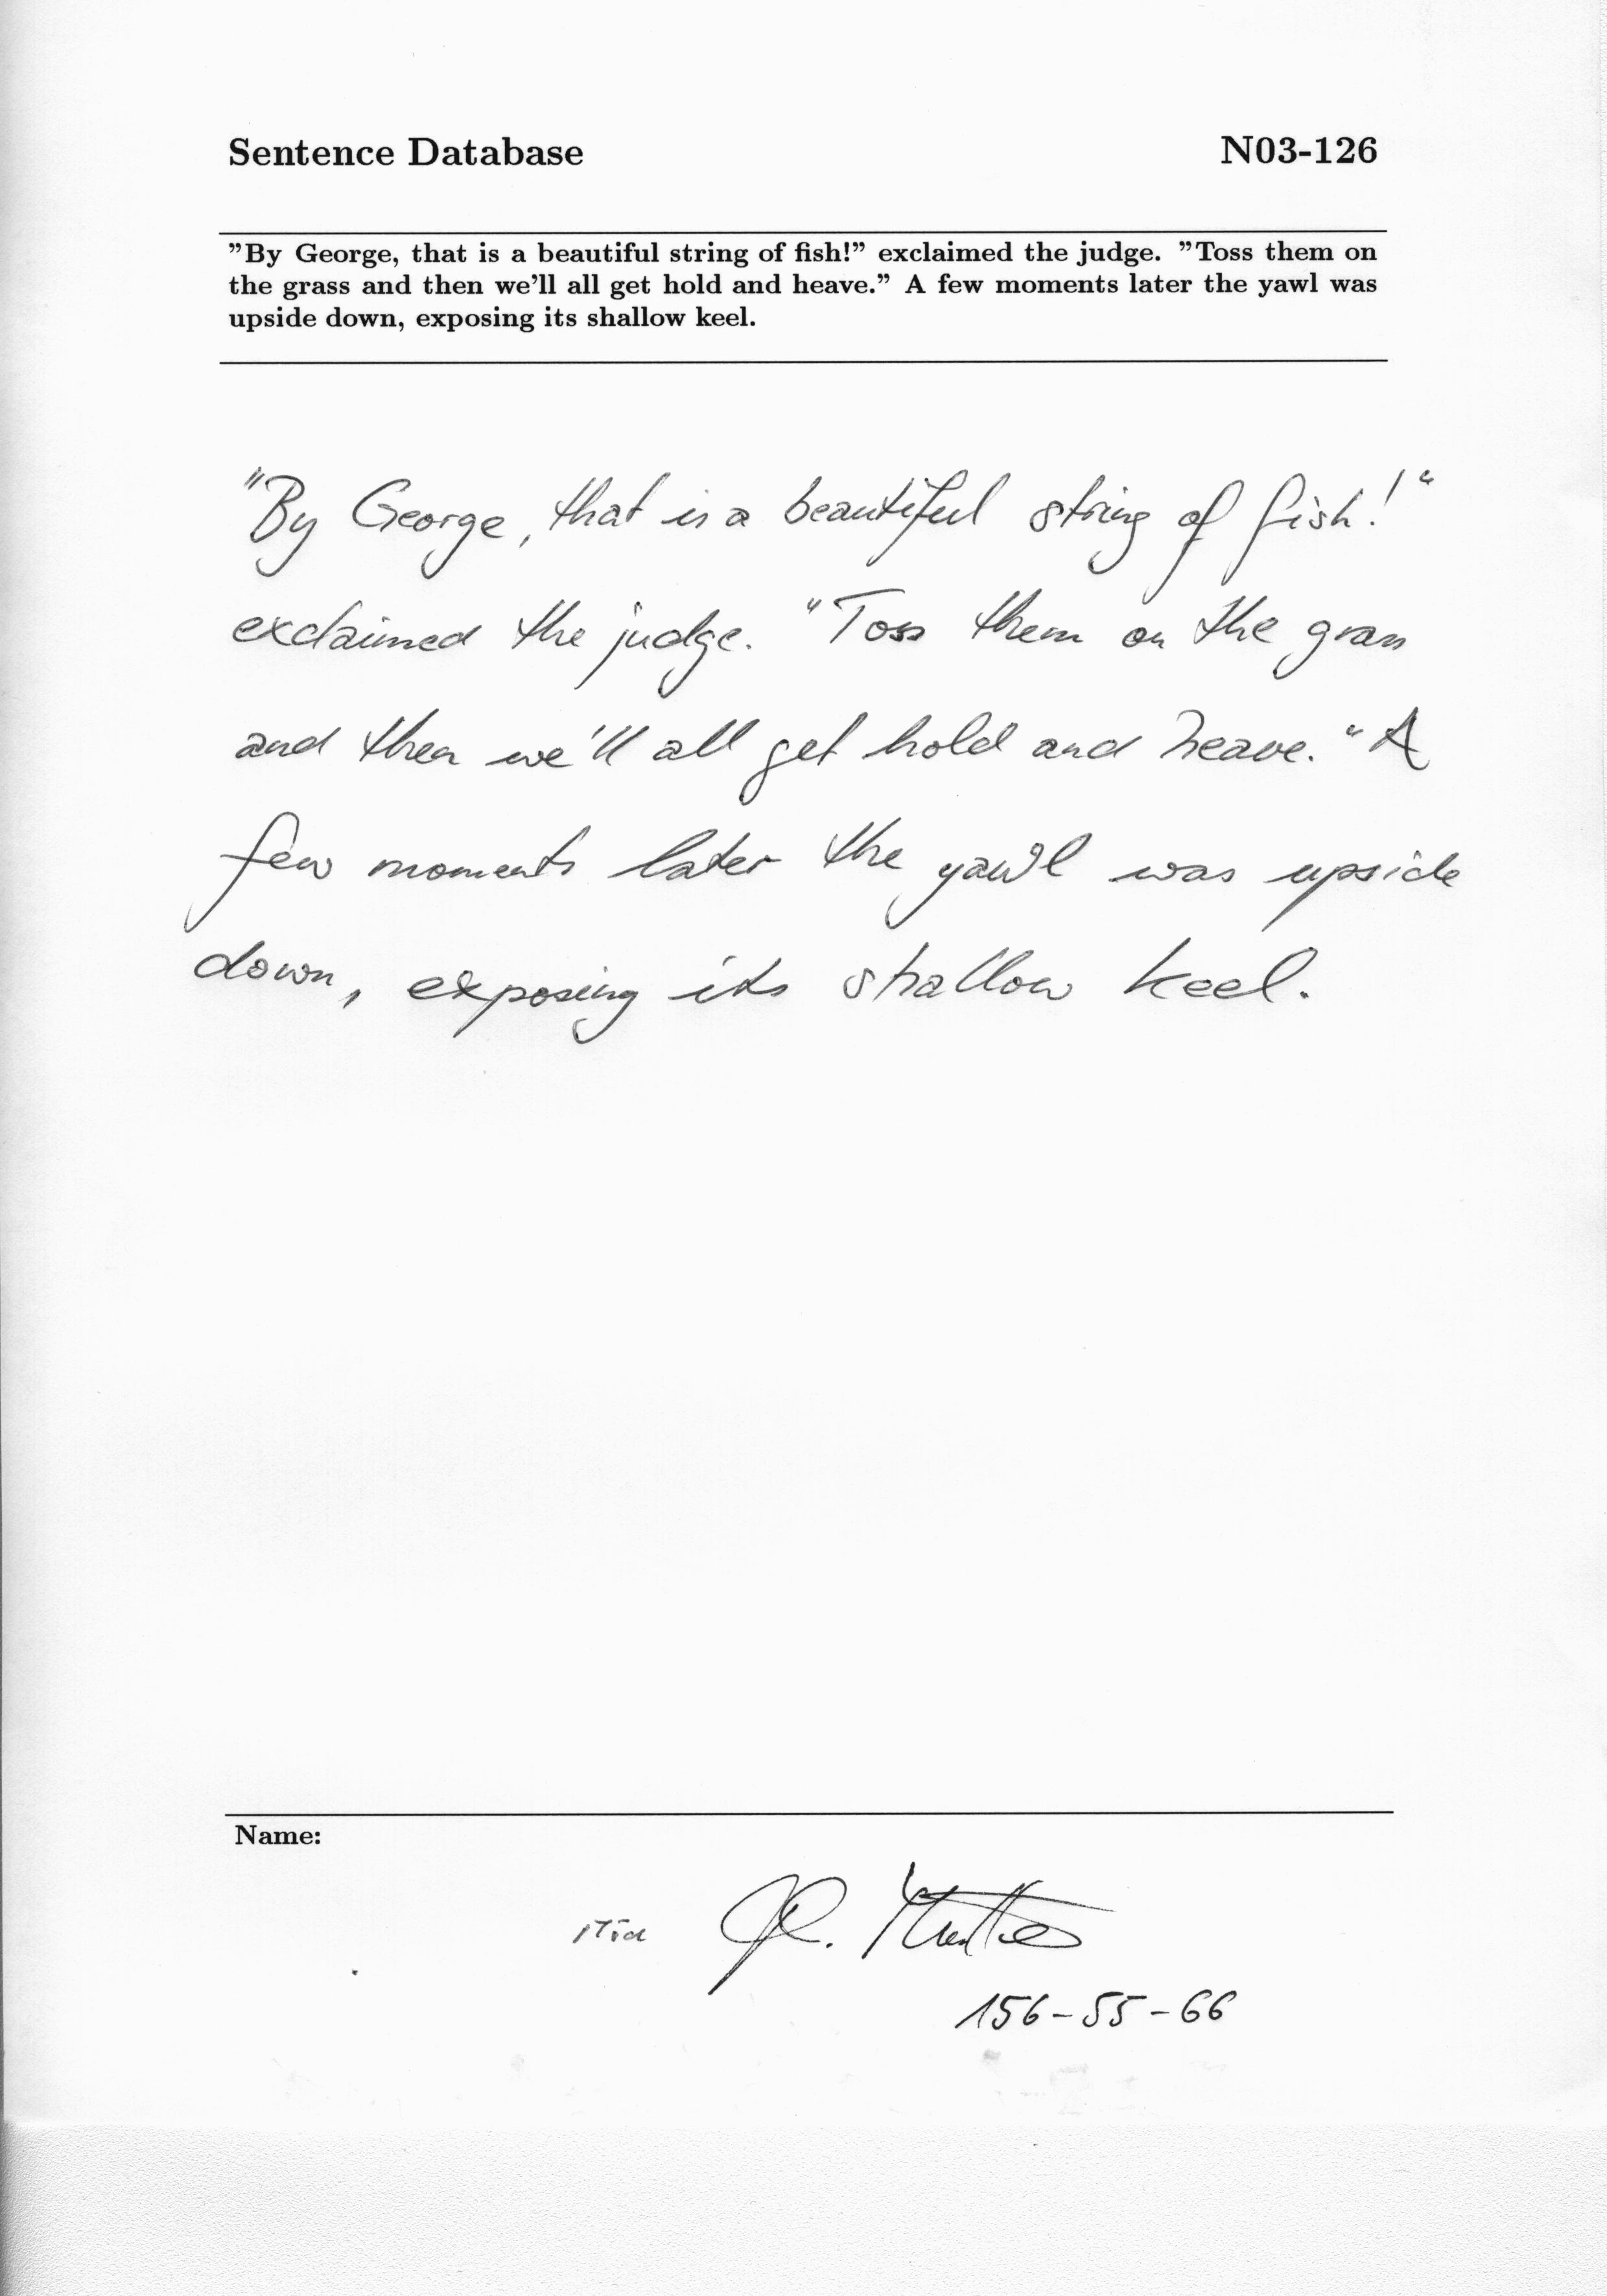 Sentence Database N03-126
”By George, that is a beautiful string of fish!” exclaimed the judge. ”Toss them on
the grass and then we’ll all get hold and heave.” A few moments later the yawl was
upside down, exposing its shallow keel.
"By George, that is a beautiful string of fish!"
exclaimed the judge. "Toss them on the grass
and then we'll all get hold and heave." A
few moments later the yawl was upside
down, exposing its shallow keel.
Name:
156-55-66